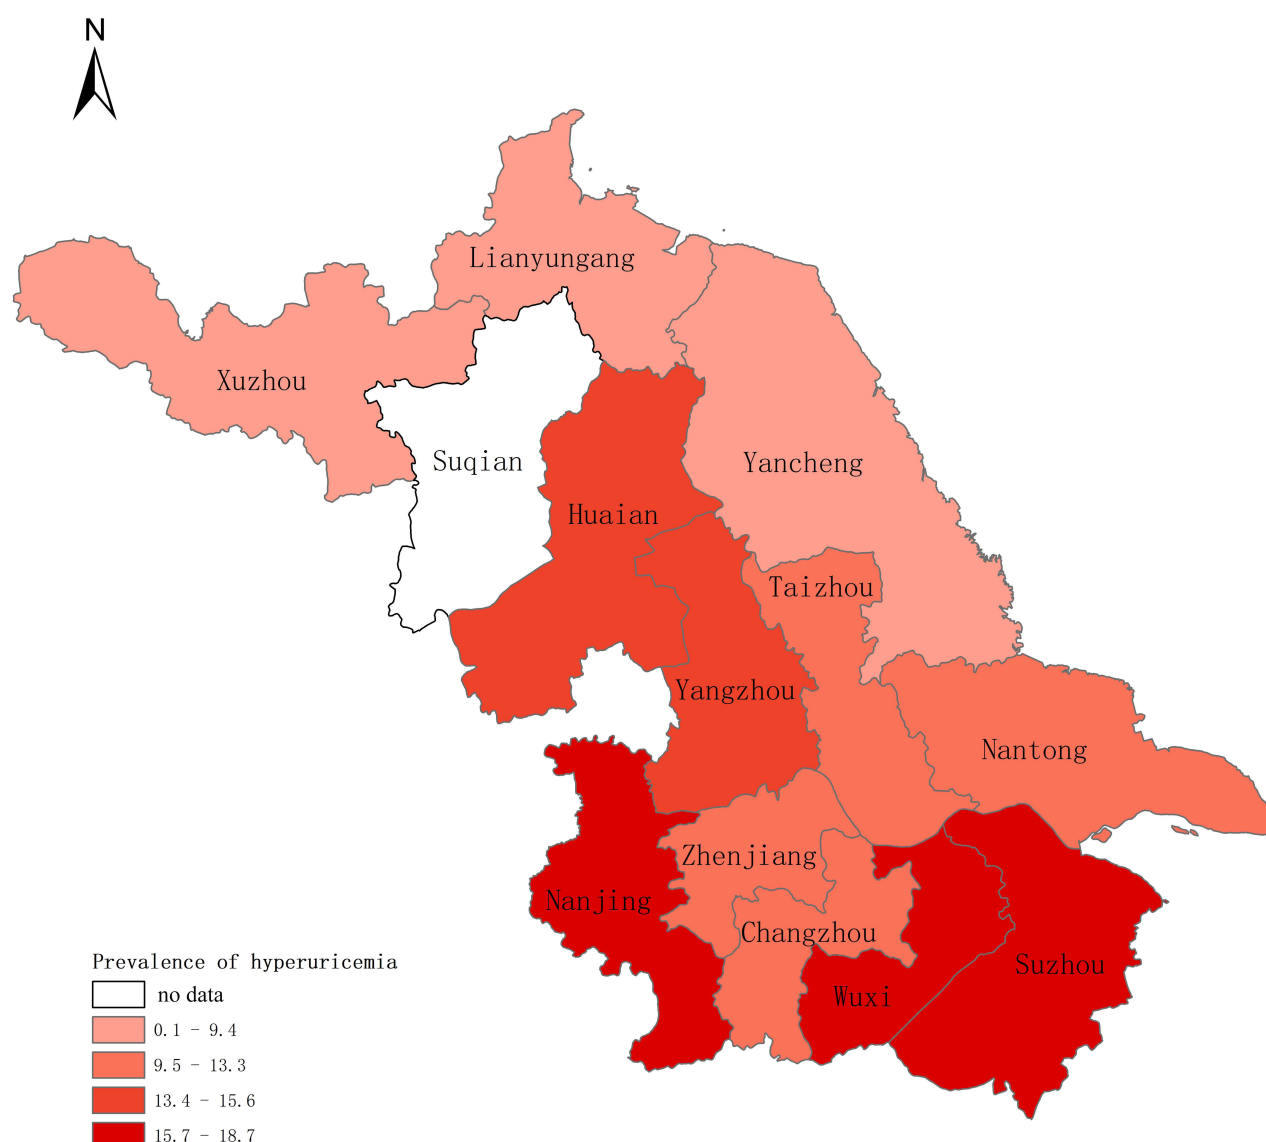 N
Lianyungang
Xuzhou
Suqian
Yancheng
Huaian
Taizhou
Yangzhou
Nantong
Zhenjiang
Nanjing
Changzhou
Suzhou
Wuxi
Prevalence of hyperuricemia
no data
0.1 - 9.4
9.5 - 13.3
13.4 - 15.6
15.7 - 18.7